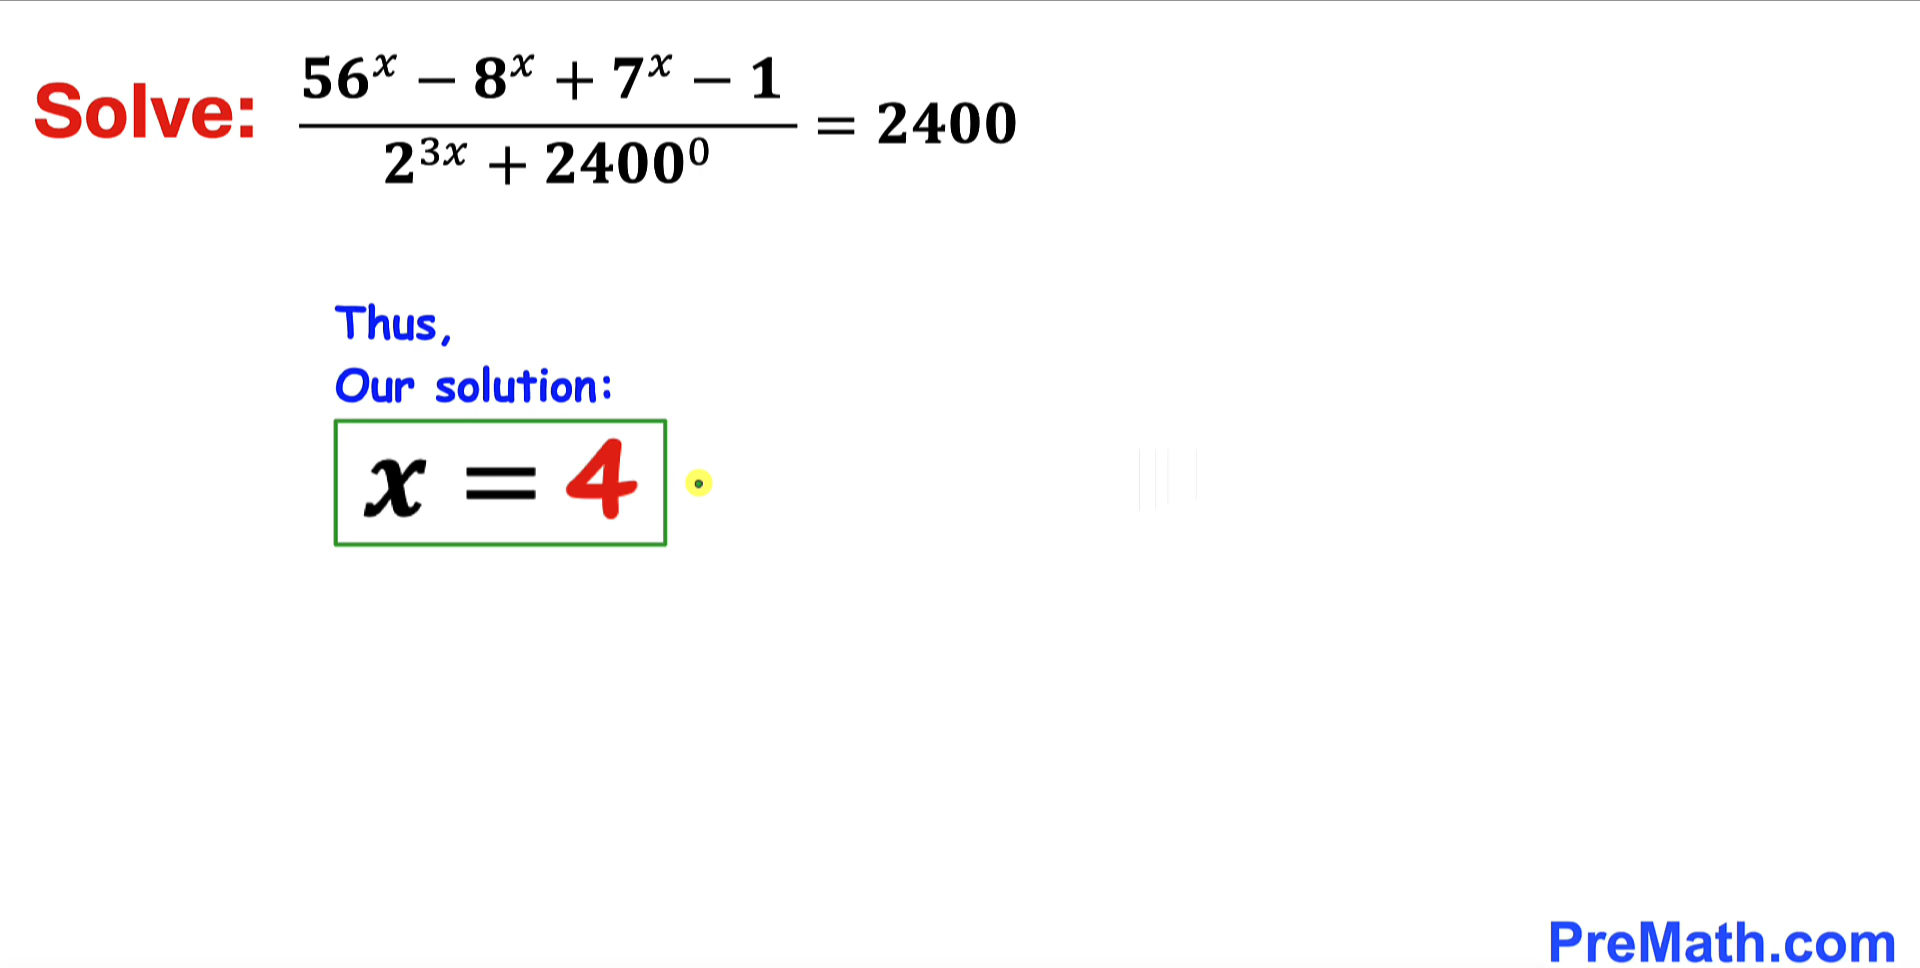 Solve: (56^x − 8^x + 7^x − 1) / (2^{3x} + 2400^0) = 2400
Thus,
Our solution:
x = 4
PreMath.com